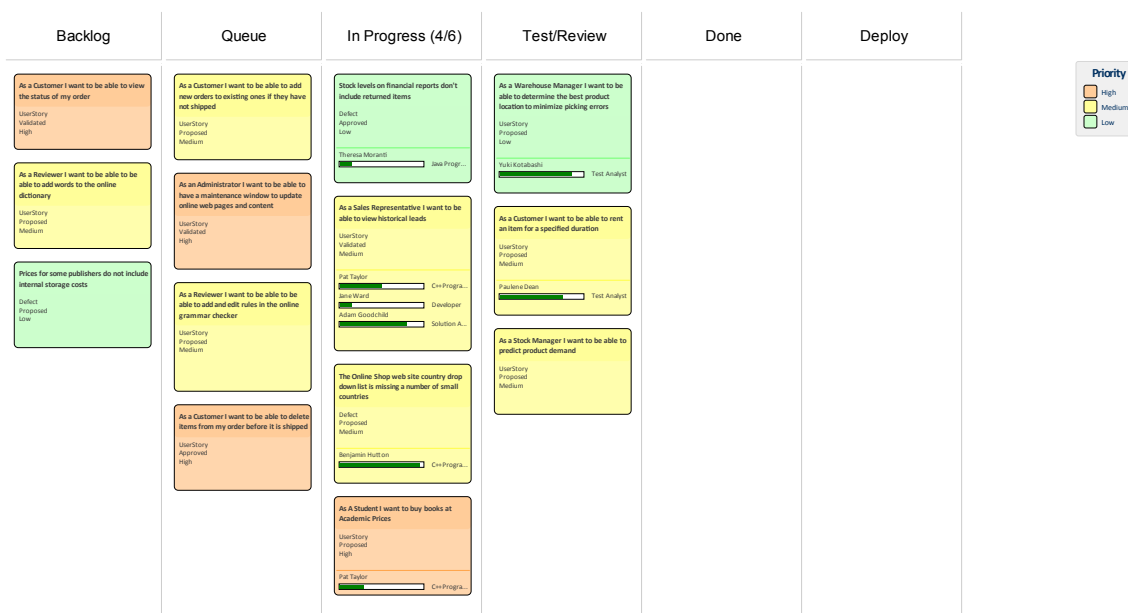 Backlog
Queue
In Progress (4/6)
Test/Review
Done
Deploy
As a Customer I want to be able to view
the status of my order
UserStory
Validated
High
As a Reviewer I want to be able to be
able to add words to the online
dictionary
UserStory
Proposed
Medium
Prices for some publishers do not include
internal storage costs
Defect
Proposed
Low
As a Customer I want to be able to add
new orders to existing ones if they have
not shipped
UserStory
Proposed
Medium
As an Administrator I want to be able to
have a maintenance window to update
online web pages and content
UserStory
Validated
High
As a Reviewer I want to be able to be
able to add and edit rules in the online
grammar checker
UserStory
Proposed
Medium
As a Customer I want to be able to delete
items from my order before it is shipped
UserStory
Approved
High
Stock levels on financial reports don't
include returned items
Defect
Approved
Low
Theresa Moranti
Java Progr...
As a Sales Representative I want to be
able to view historical leads
UserStory
Validated
Medium
Pat Taylor
C++Progra...
Jane Ward
Developer
Adam Goodchild
Solution A...
The Online Shop web site country drop
down list is missing a number of small
countries
Defect
Proposed
Medium
Benjamin Hutton
C++Progra...
As A Student I want to buy books at
Academic Prices
UserStory
Proposed
High
Pat Taylor
C++Progra...
As a Warehouse Manager I want to be
able to determine the best product
location to minimize picking errors
UserStory
Proposed
Low
Yuki Kotabashi
Test Analyst
As a Customer I want to be able to rent
an item for a specified duration
UserStory
Proposed
Medium
Paulene Dean
Test Analyst
As a Stock Manager I want to be able to
predict product demand
UserStory
Proposed
Medium
Priority
High
Medium
Low